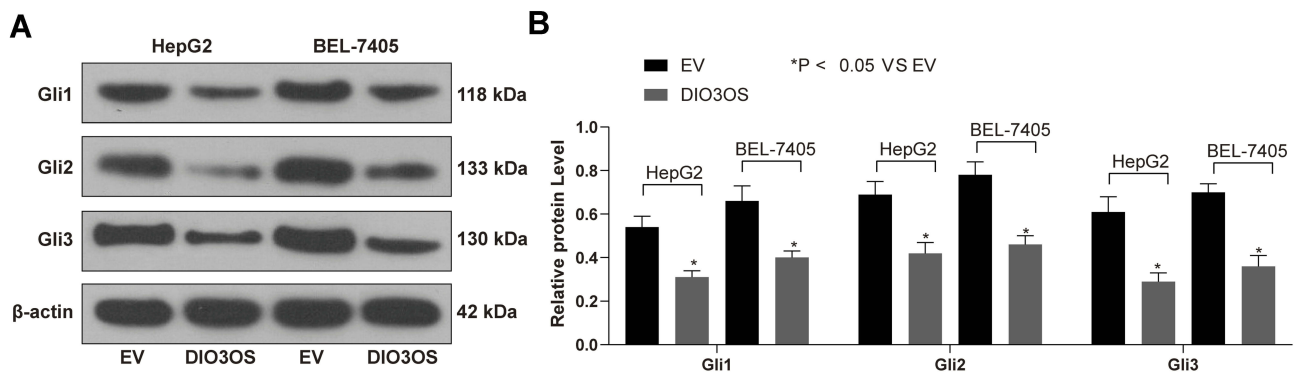 A
HepG2 BEL-7405
Gli1 118 kDa
Gli2 133 kDa
Gli3 130 kDa
β-actin 42 kDa
EV DIO3OS EV DIO3OS
B
EV *P < 0.05 VS EV
DIO3OS
Relative protein Level
1.0
0.8
0.6
0.4
0.2
0.0
HepG2 BEL-7405 HepG2 BEL-7405 HepG2 BEL-7405
* * * * * *
Gli1 Gli2 Gli3